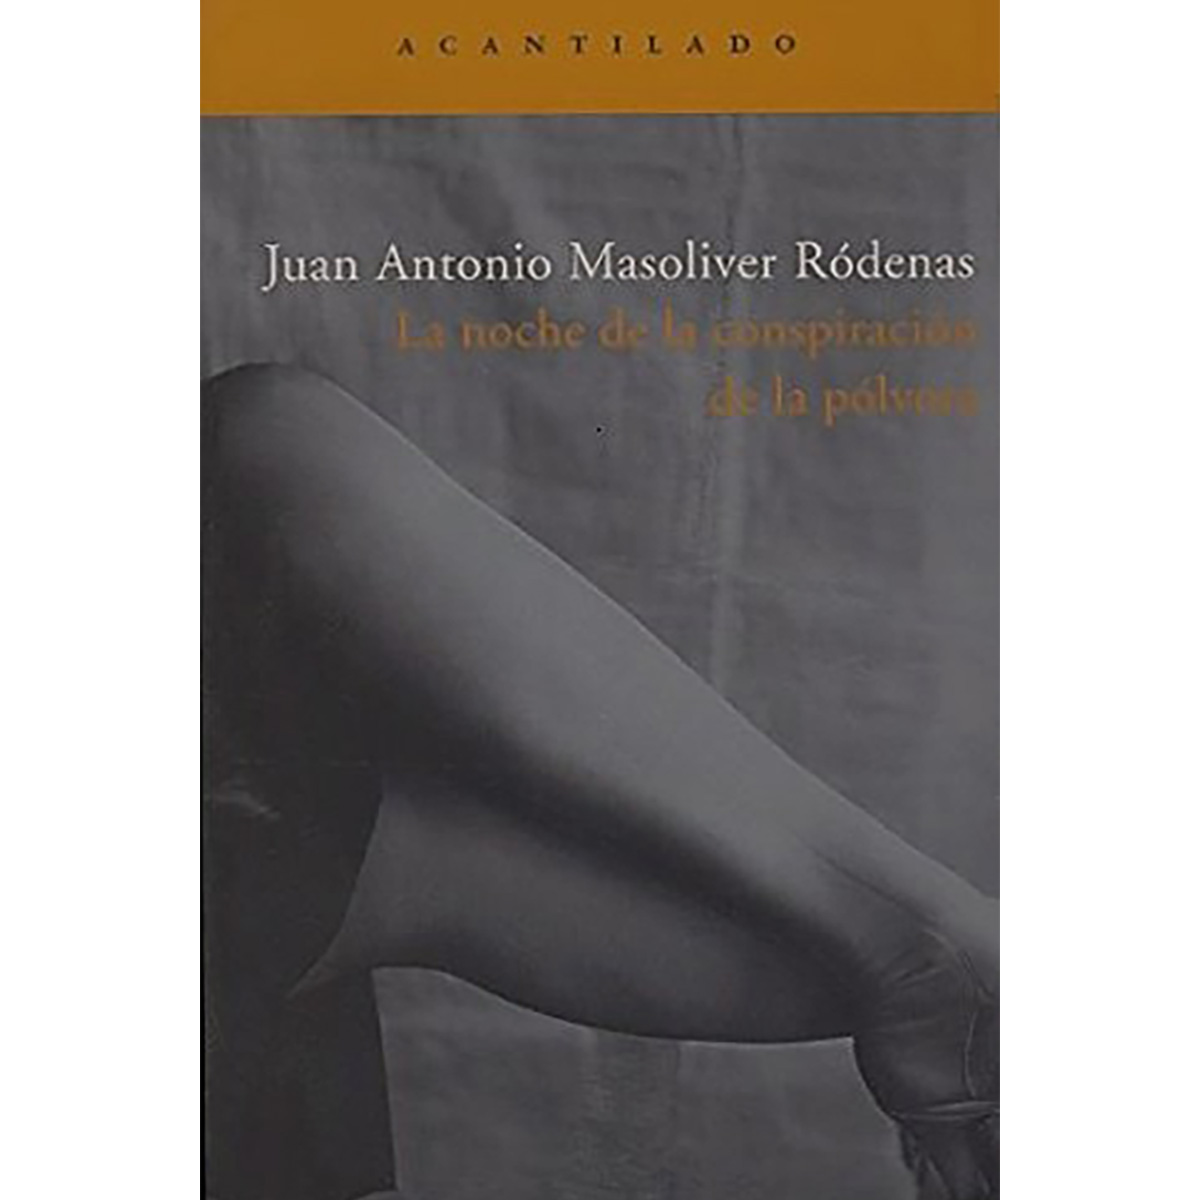 ACANTILADO
Juan Antonio Masoliver Ródenas
La noche de la conspiración
de la pólvora